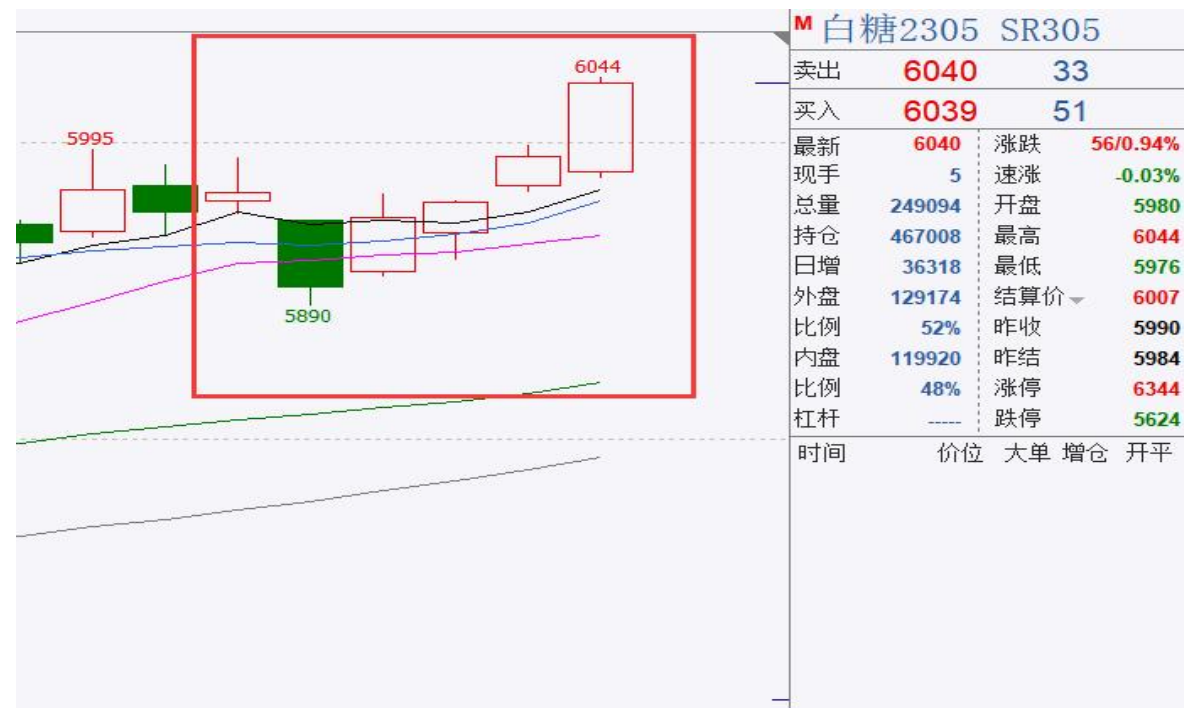 6044
5995
5890
M 白糖2305 SR305
卖出 6040 33
买入 6039 51
最新 6040 涨跌 56/0.94%
现手 5 速涨 -0.03%
总量 249094 开盘 5980
持仓 467008 最高 6044
日增 36318 最低 5976
外盘 129174 结算价 6007
比例 52% 昨收 5990
内盘 119920 昨结 5984
比例 48% 涨停 6344
杠杆 ----- 跌停 5624
时间 价位 大单 增仓 开平